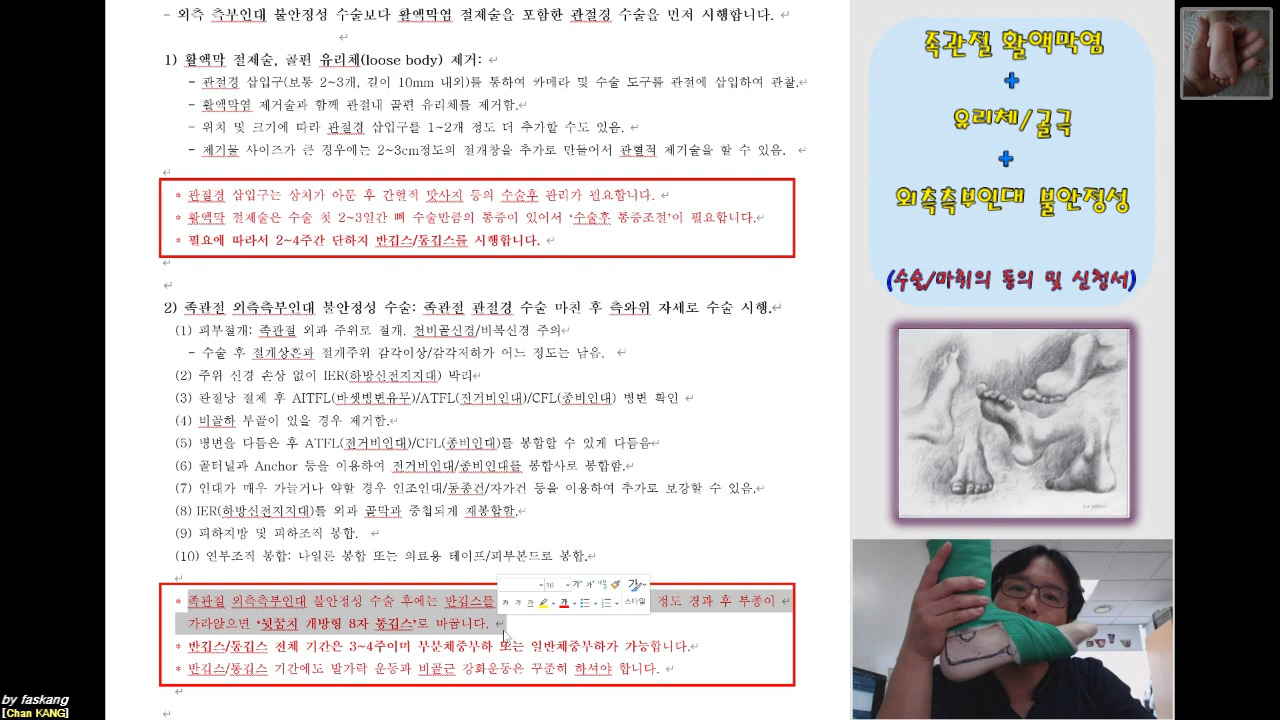 - 외측 측부인대 불안정성 수술보다 활액막염 절제술을 포함한 관절경 수술을 먼저 시행합니다.
1) 활액막 절제술, 골편 유리체(loose body) 제거:
- 관절경 삽입구(보통 2~3개, 길이 10mm 내외)를 통하여 카메라 및 수술 도구를 관절에 삽입하여 관찰.
- 활액막염 제거술과 함께 관절내 골편 유리체를 제거함.
- 위치 및 크기에 따라 관절경 삽입구를 1~2개 정도 더 추가할 수도 있음.
- 제기물 사이즈가 큰 경우에는 2~3cm정도의 절개창을 추가로 만들어서 관혈적 제거술을 할 수 있음.
* 관절경 삽입구는 상처가 아문 후 간헐적 맛사지 등의 수술후 관리가 필요합니다.
* 활액막 절제술은 수술 첫 2~3일간 뼈 수술만큼의 통증이 있어서 '수술후 통증조절'이 필요합니다.
* 필요에 따라서 2~4주간 단하지 반깁스/통깁스를 시행합니다.
2) 족관절 외측측부인대 불안정성 수술: 족관절 관절경 수술 마친 후 측와위 자세로 수술 시행.
(1) 피부절개: 족관절 외과 주위로 절개. 천비골신경/비복신경 주의
- 수술 후 절개상흔과 절개주위 감각이상/감각저하가 어느 정도는 남음.
(2) 주위 신경 손상 없이 IER(하방신전지지대) 박리
(3) 관절낭 절제 후 AITFL(바셋병변유무)/ATFL(전거비인대)/CFL(종비인대) 병변 확인
(4) 비골하 부골이 있을 경우 제거함.
(5) 병변을 다듬은 후 ATFL(전거비인대)/CFL(종비인대)를 봉합할 수 있게 다듬음
(6) 골터널과 Anchor 등을 이용하여 전거비인대/종비인대를 봉합사로 봉합함.
(7) 인대가 매우 가늘거나 약할 경우 인조인대/동종건/자가건 등을 이용하여 추가로 보강할 수 있음.
(8) IER(하방신전지지대)를 외과 골막과 중첩되게 재봉합함.
(9) 피하지방 및 피하조직 봉합.
(10) 연부조직 봉합: 나일론 봉합 또는 의료용 테이프/피부본드로 봉합.
* 족관절 외측측부인대 불안정성 수술 후에는 반깁스를 정도 경과 후 부종이
가라앉으면 '뒷꿈치 개방형 8자 통깁스'로 바꿉니다.
* 반깁스/통깁스 전체 기간은 3~4주이며 부분체중부하 또는 일반체중부하가 가능합니다.
* 반깁스/통깁스 기간에도 발가락 운동과 비골근 강화운동은 꾸준히 하셔야 합니다.
10
스타일
족관절 활액막염
+
유리체/골극
+
외측측부인대 불안정성
(수술/마취의 동의 및 신청서)
by faskang
[Chan KANG]